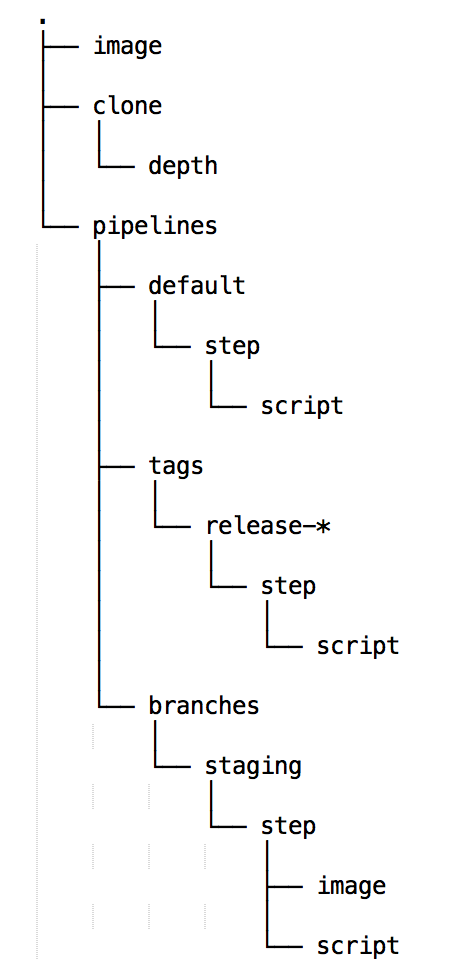 .
image
clone
depth
pipelines
default
step
script
tags
release-*
step
script
branches
staging
step
image
script